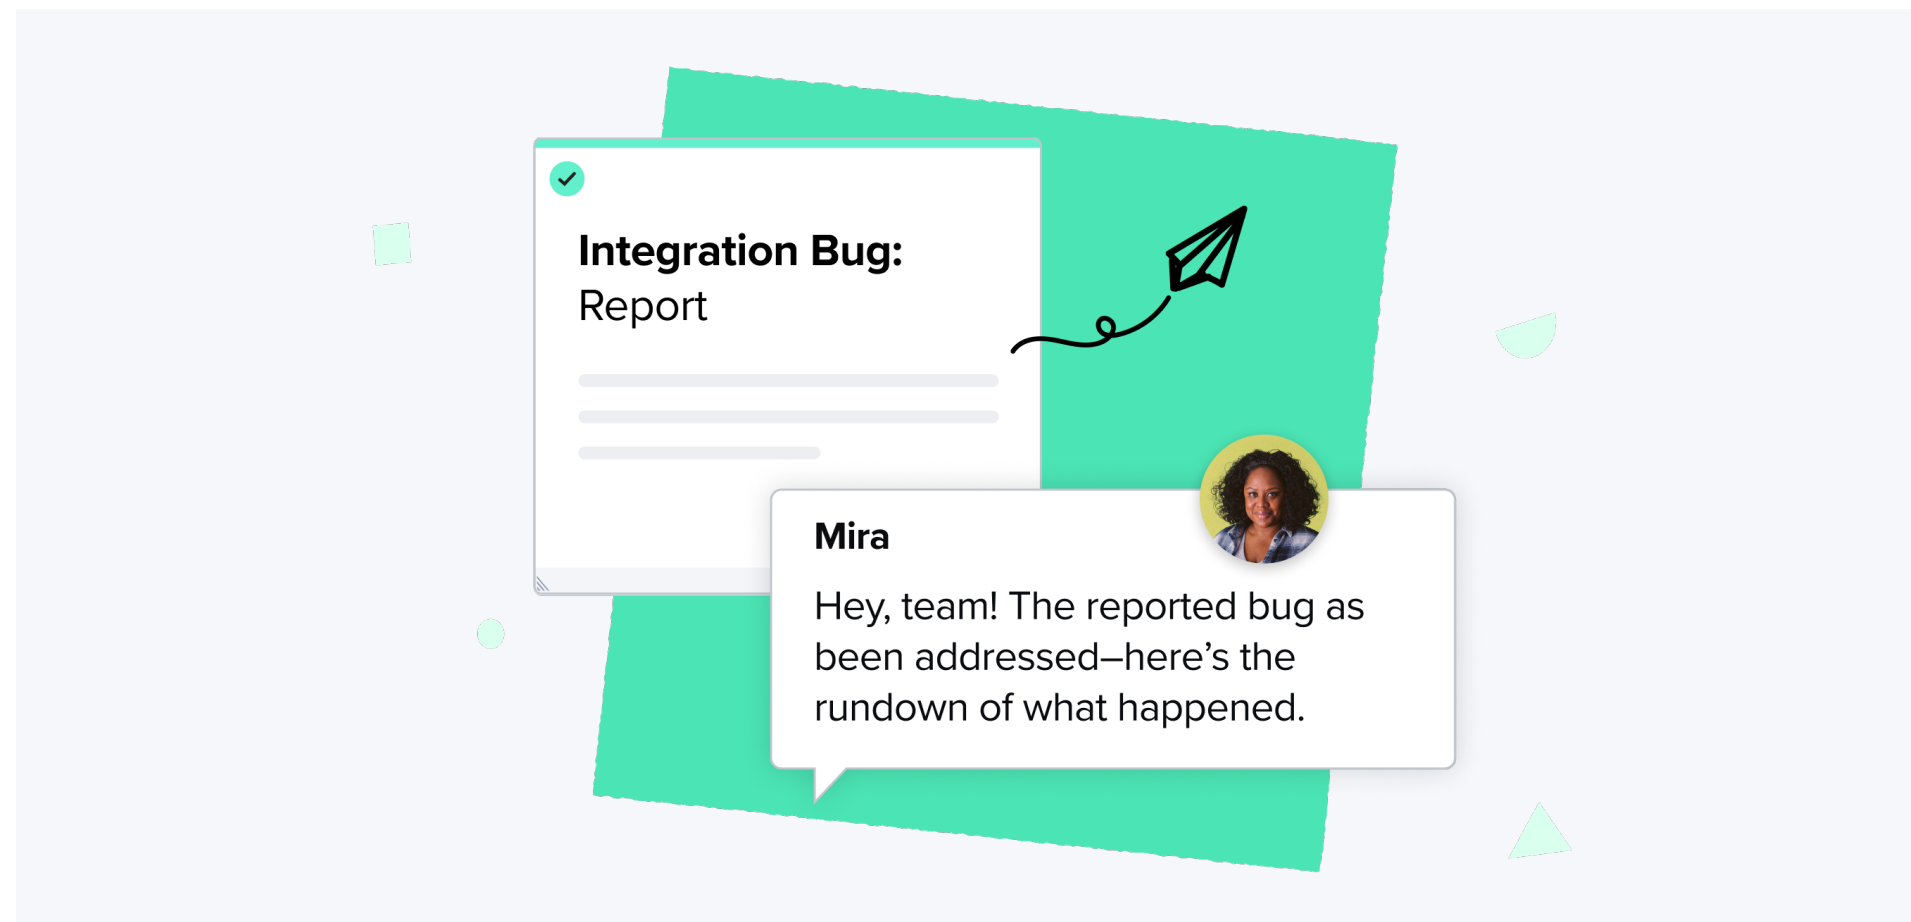 Integration Bug:
Report
Mira
Hey, team! The reported bug as
been addressed–here’s the
rundown of what happened.